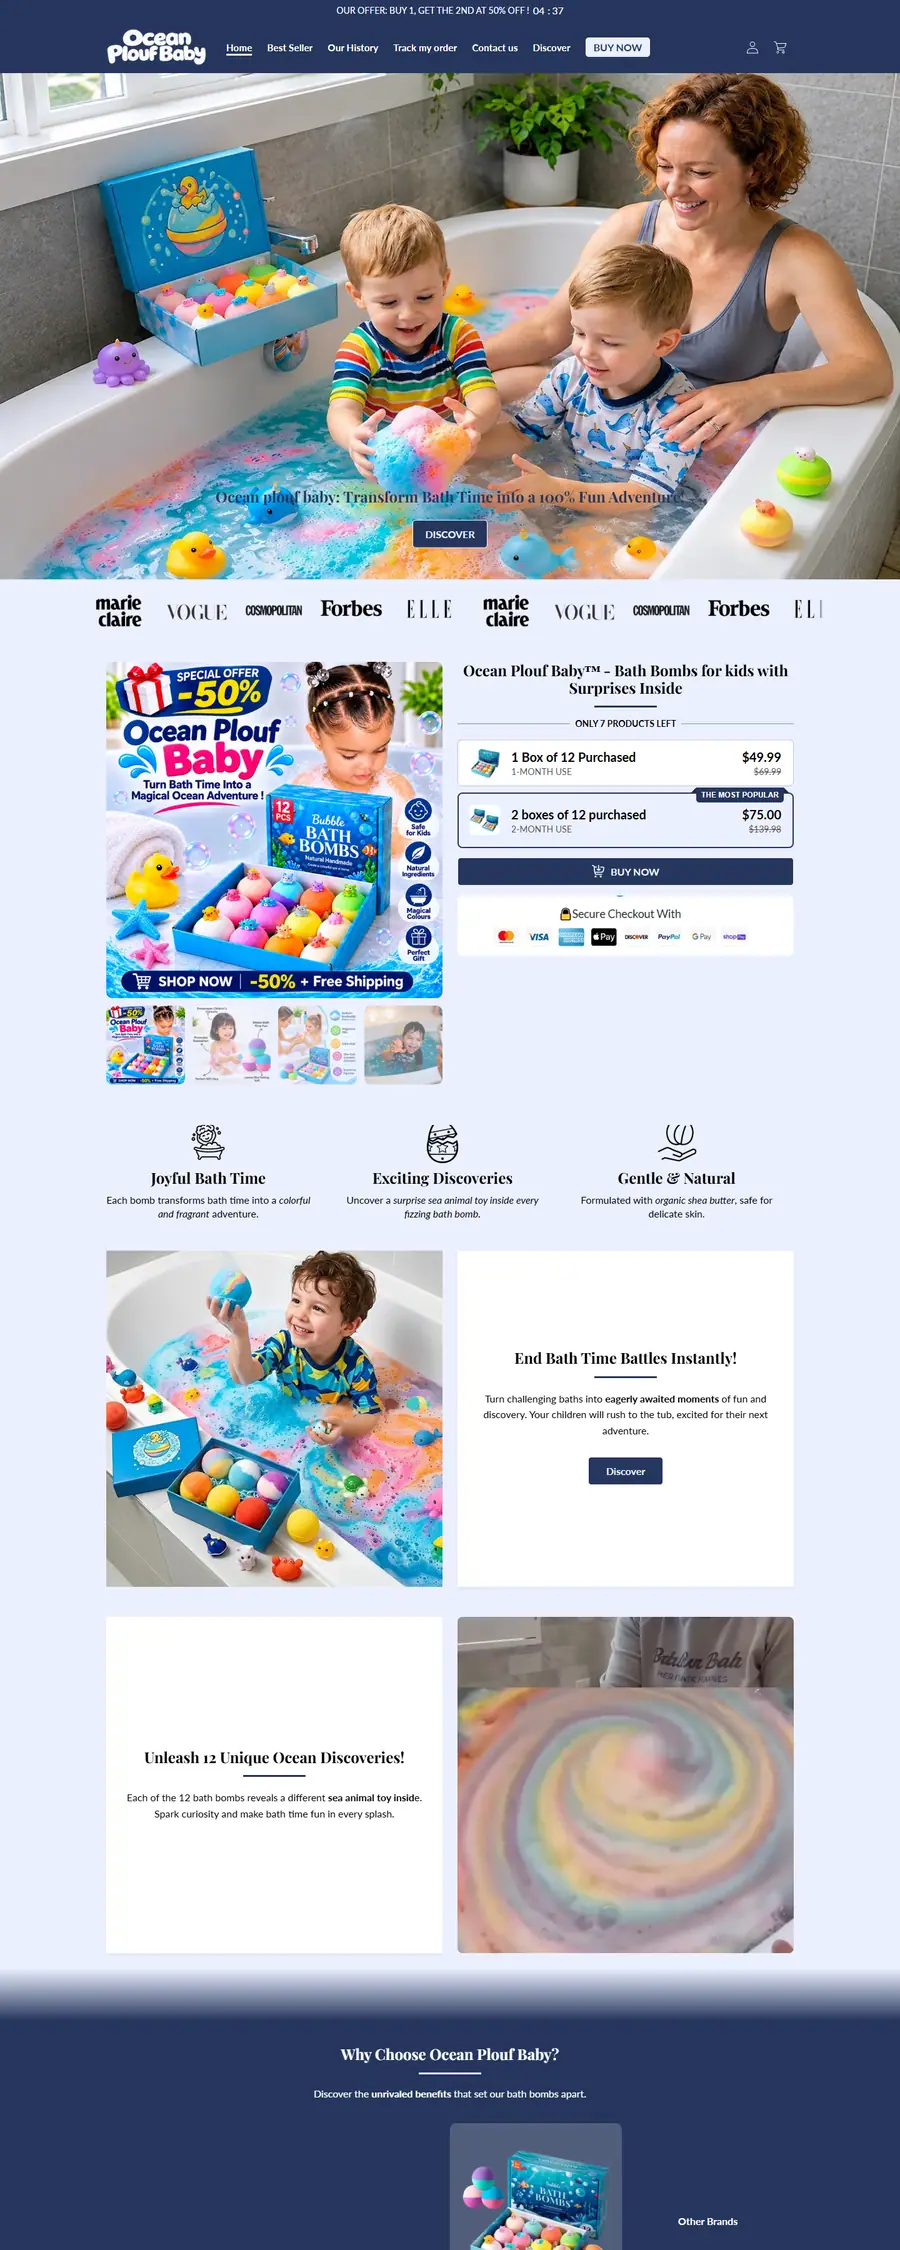 OUR OFFER: BUY 1, GET THE 2ND AT 50% OFF ! 04 : 37
Ocean
Plouf Baby
Home
Best Seller
Our History
Track my order
Contact us
Discover
BUY NOW
Ocean plouf baby: Transform Bath Time into a 100% Fun Adventure!
DISCOVER
marie claire
VOGUE
COSMOPOLITAN
Forbes
ELLE
marie claire
VOGUE
COSMOPOLITAN
Forbes
SPECIAL OFFER
-50%
Ocean Plouf
Baby
Turn Bath Time Into a
Magical Ocean Adventure !
12
PCS
Bubble
BATH
BOMBS
Natural Handmade
Safe
for Kids
Natural
Ingredients
Magical
Colours
Perfect
Gift
SHOP NOW | -50% + Free Shipping
Ocean Plouf Baby™ - Bath Bombs for kids with
Surprises Inside
ONLY 7 PRODUCTS LEFT
1 Box of 12 Purchased
$49.99
1-MONTH USE
$69.99
THE MOST POPULAR
2 boxes of 12 purchased
$75.00
2-MONTH USE
$139.98
BUY NOW
Secure Checkout With
VISA
Pay
DISCOVER
PayPal
G Pay
shop Pay
Joyful Bath Time
Each bomb transforms bath time into a colorful
and fragrant adventure.
Exciting Discoveries
Uncover a surprise sea animal toy inside every
fizzing bath bomb.
Gentle & Natural
Formulated with organic shea butter, safe for
delicate skin.
End Bath Time Battles Instantly!
Turn challenging baths into eagerly awaited moments of fun and
discovery. Your children will rush to the tub, excited for their next
adventure.
Discover
Unleash 12 Unique Ocean Discoveries!
Each of the 12 bath bombs reveals a different sea animal toy inside.
Spark curiosity and make bath time fun in every splash.
Why Choose Ocean Plouf Baby?
Discover the unrivaled benefits that set our bath bombs apart.
Bubble
BATH
BOMBS
Other Brands